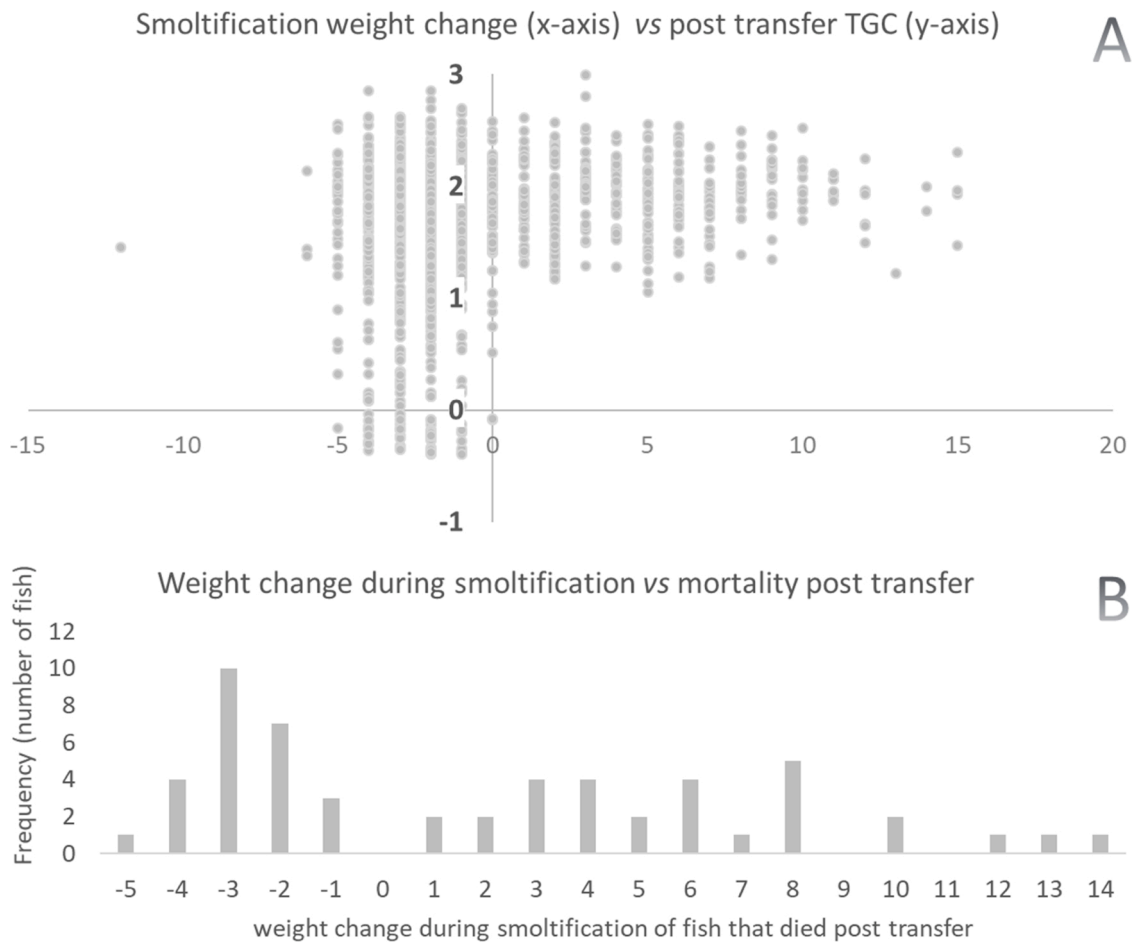 Smoltification weight change (x-axis) vs post transfer TGC (y-axis)
A
3
2
1
0
-15 -10 -5 0 5 10 15 20
-1
Weight change during smoltification vs mortality post transfer
B
Frequency (number of fish)
12
10
8
6
4
2
0
-5 -4 -3 -2 -1 0 1 2 3 4 5 6 7 8 9 10 11 12 13 14
weight change during smoltification of fish that died post transfer